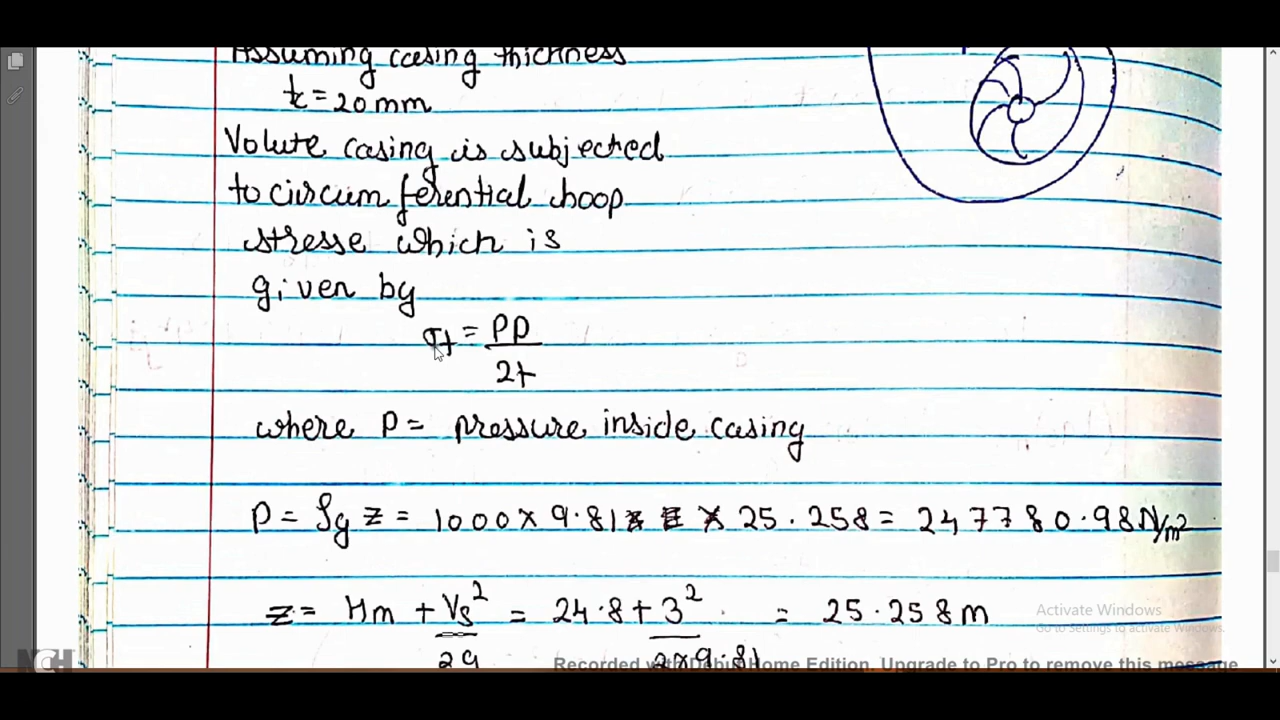 Assuming casing thickness
tc = 20 mm
Volute casing is subjected
to circumferential hoop
stresse which is
given by
σt = PD / 2t
where P = pressure inside casing
P = ρgz = 1000 × 9.81 × 25.258 = 247780.98 N/m²
z = Hm + Vs² / 2g = 24.8 + 3² / 2×9.81 = 25.258 m
Activate Windows
Go to Settings to activate Windows.
Recorded with Home Edition. Upgrade to Pro to remove this message
NCH